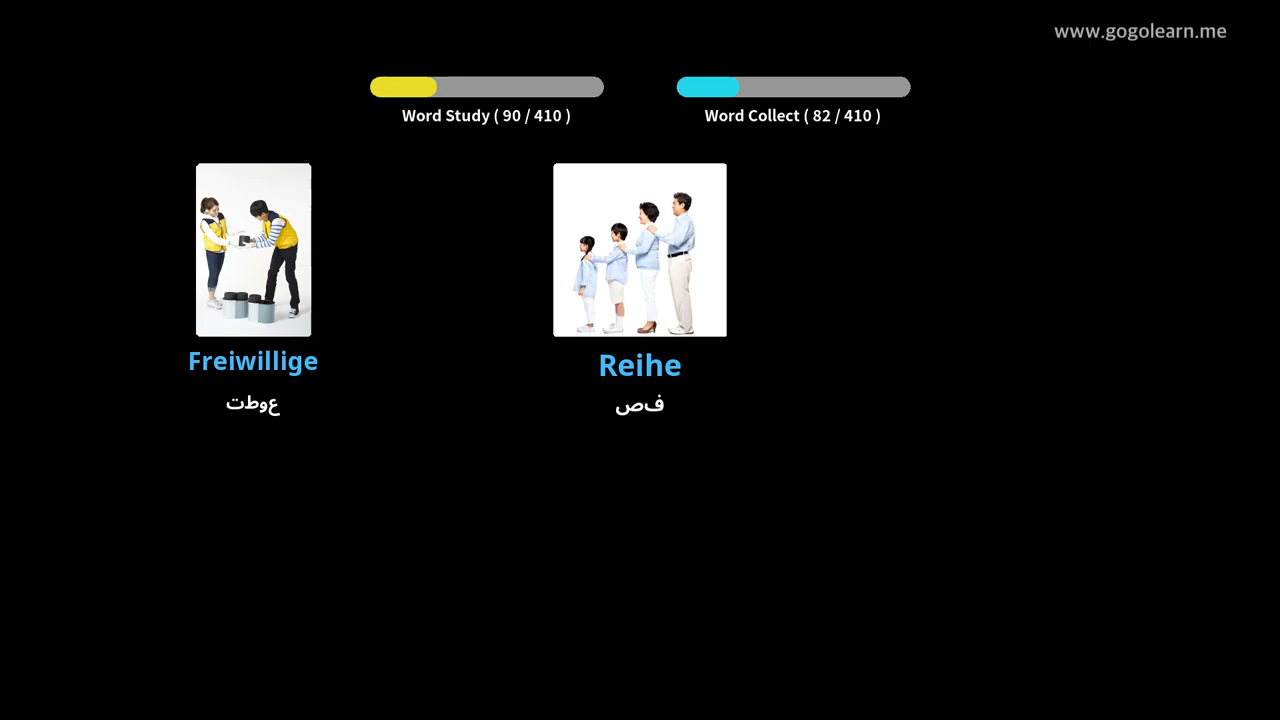 www.gogolearn.me
Word Study ( 90 / 410 )
Word Collect ( 82 / 410 )
Freiwillige
عوطت
Reihe
فص